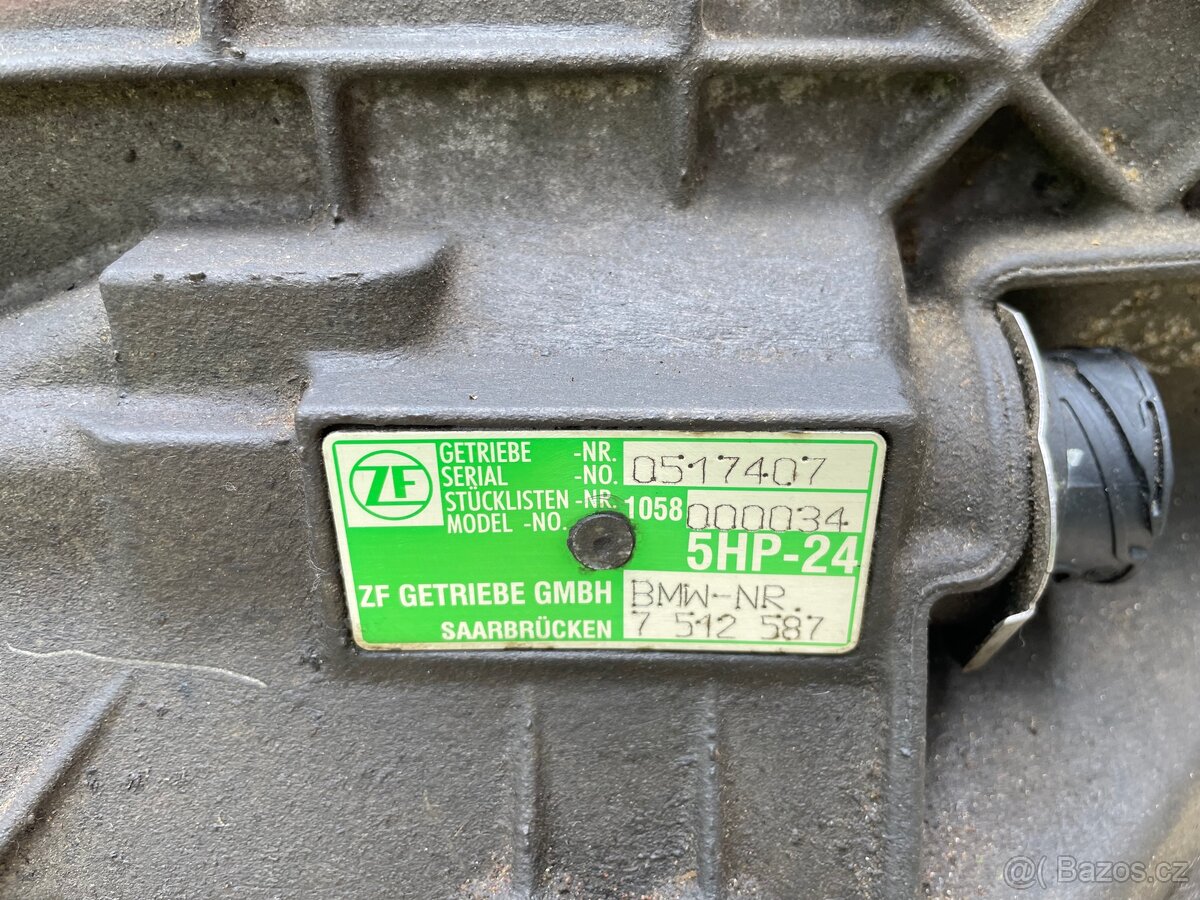 ZF
GETRIEBE -NR.
SERIAL -NO.
0517407
STÜCKLISTEN -NR.
MODEL -NO.
1058 000034
5HP-24
ZF GETRIEBE GMBH
SAARBRÜCKEN
BMW-NR.
7 542 587
Bazos.cz